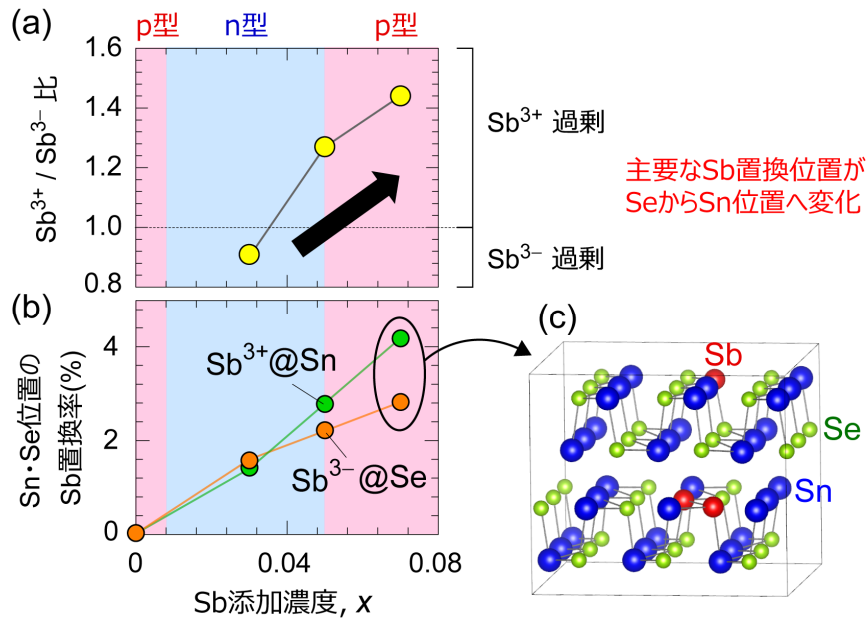 (a)
p型 n型 p型
1.6
1.4
1.2
1.0
0.8
Sb³⁺ / Sb³⁻ 比
Sb³⁺ 過剰
Sb³⁻ 過剰
主要なSb置換位置が
SeからSn位置へ変化
(b)
4
2
0
Sn・Se位置の
Sb置換率(%)
Sb³⁺@Sn
Sb³⁻@Se
0 0.04 0.08
Sb添加濃度, x
(c)
Sb
Se
Sn